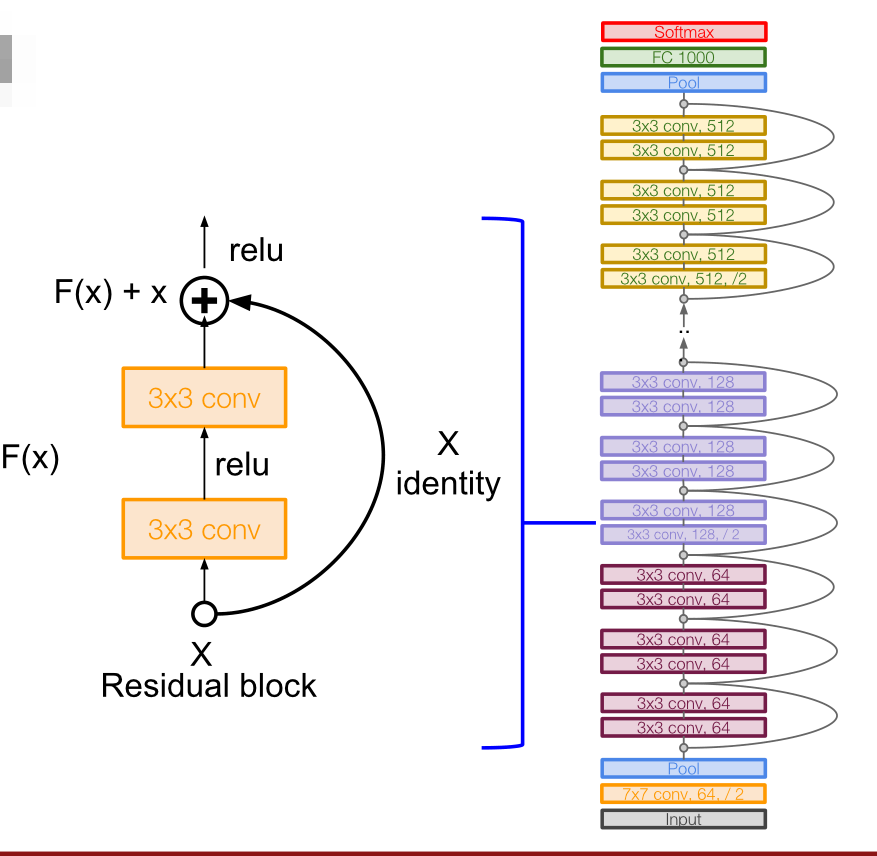 relu
F(x) + x
3x3 conv
F(x)
relu
X
identity
3x3 conv
X
Residual block
Softmax
FC 1000
Pool
3x3 conv, 512
3x3 conv, 512
3x3 conv, 512
3x3 conv, 512
3x3 conv, 512
3x3 conv, 512, /2
..
3x3 conv, 128
3x3 conv, 128
3x3 conv, 128
3x3 conv, 128
3x3 conv, 128
3x3 conv, 128, / 2
3x3 conv, 64
3x3 conv, 64
3x3 conv, 64
3x3 conv, 64
3x3 conv, 64
3x3 conv, 64
Pool
7x7 conv, 64, / 2
Input